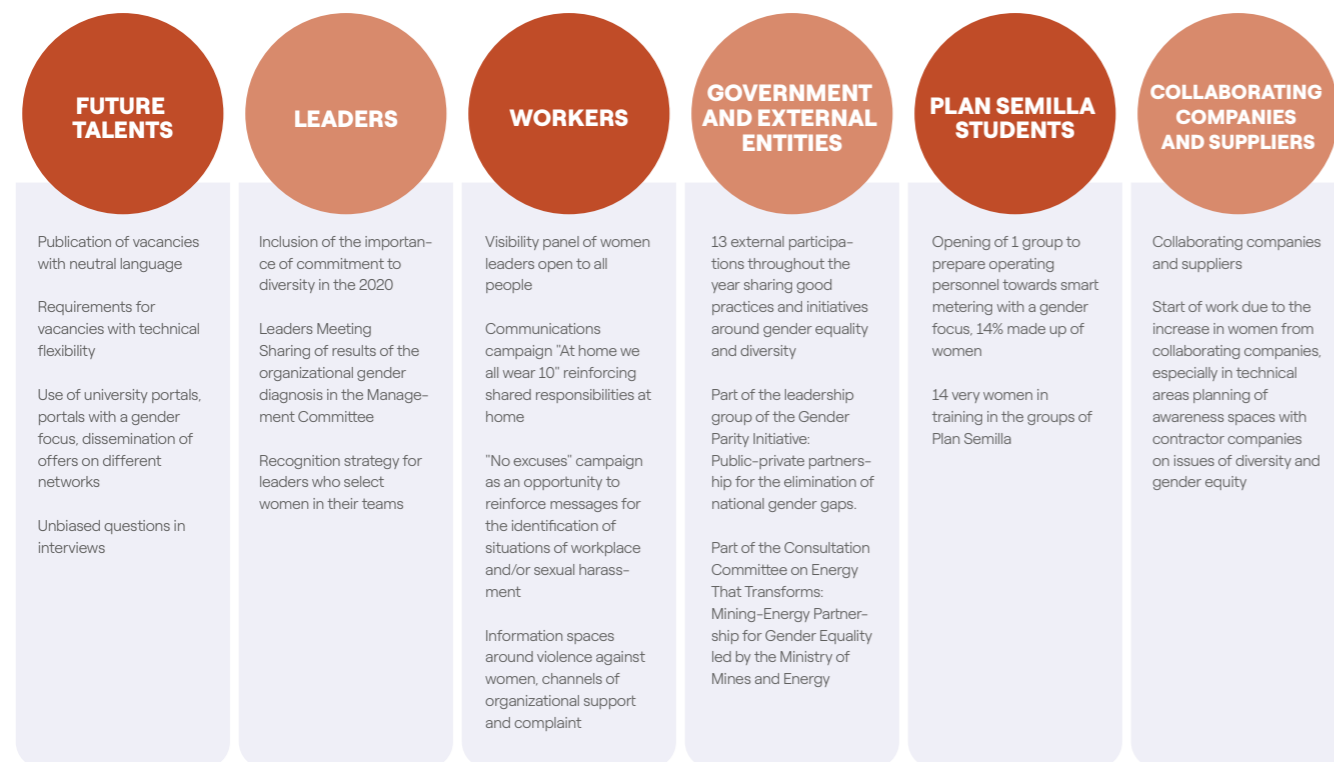 FUTURE
TALENTS
Publication of vacancies
with neutral language
Requirements for
vacancies with technical
flexibility
Use of university portals,
portals with a gender
focus, dissemination of
offers on different
networks
Unbiased questions in
interviews
LEADERS
Inclusion of the importan-
ce of commitment to
diversity in the 2020
Leaders Meeting
Sharing of results of the
organizational gender
diagnosis in the Manage-
ment Committee
Recognition strategy for
leaders who select
women in their teams
WORKERS
Visibility panel of women
leaders open to all
people
Communications
campaign "At home we
all wear 10" reinforcing
shared responsibilities at
home
"No excuses" campaign
as an opportunity to
reinforce messages for
the identification of
situations of workplace
and/or sexual harass-
ment
Information spaces
around violence against
women, channels of
organizational support
and complaint
GOVERNMENT
AND EXTERNAL
ENTITIES
13 external participa-
tions throughout the
year sharing good
practices and initiatives
around gender equality
and diversity
Part of the leadership
group of the Gender
Parity Initiative:
Public-private partners-
hip for the elimination of
national gender gaps.
Part of the Consultation
Committee on Energy
That Transforms:
Mining-Energy Partner-
ship for Gender Equality
led by the Ministry of
Mines and Energy
PLAN SEMILLA
STUDENTS
Opening of 1 group to
prepare operating
personnel towards smart
metering with a gender
focus, 14% made up of
women
14 very women in
training in the groups of
Plan Semilla
COLLABORATING
COMPANIES
AND SUPPLIERS
Collaborating companies
and suppliers
Start of work due to the
increase in women from
collaborating companies,
especially in technical
areas planning of
awareness spaces with
contractor companies
on issues of diversity and
gender equity